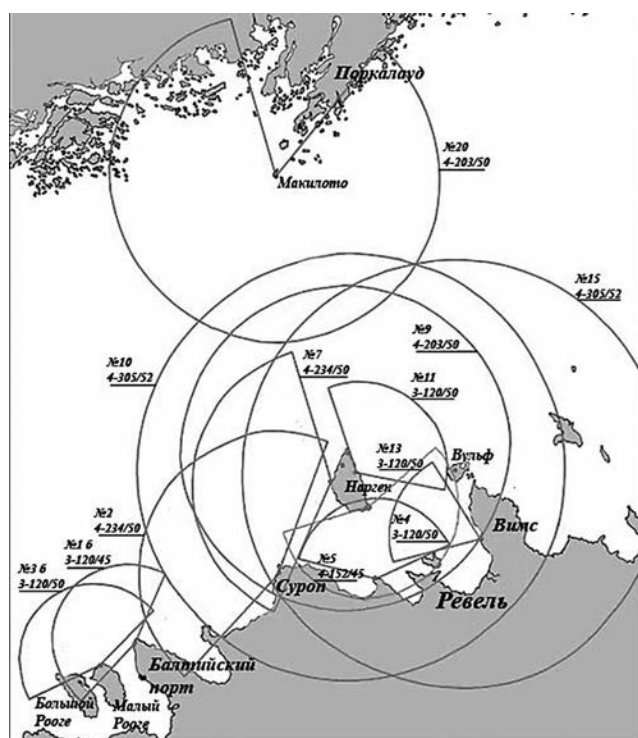 Поркалауд
№20
4-203/50
Макилото
№15
4-305/52
№9
4-203/50
№7
4-234/50
№10
4-305/52
№11
3-120/50
№13
3-120/50
Вульф
Нарген
№2
4-234/50
№4
3-120/50
Вимс
№1 б
3-120/45
№3 б
3-120/50
№5
4-152/45
Суроп
Ревель
Балтийский
порт
Большой
Рооге
Малый
Рооге